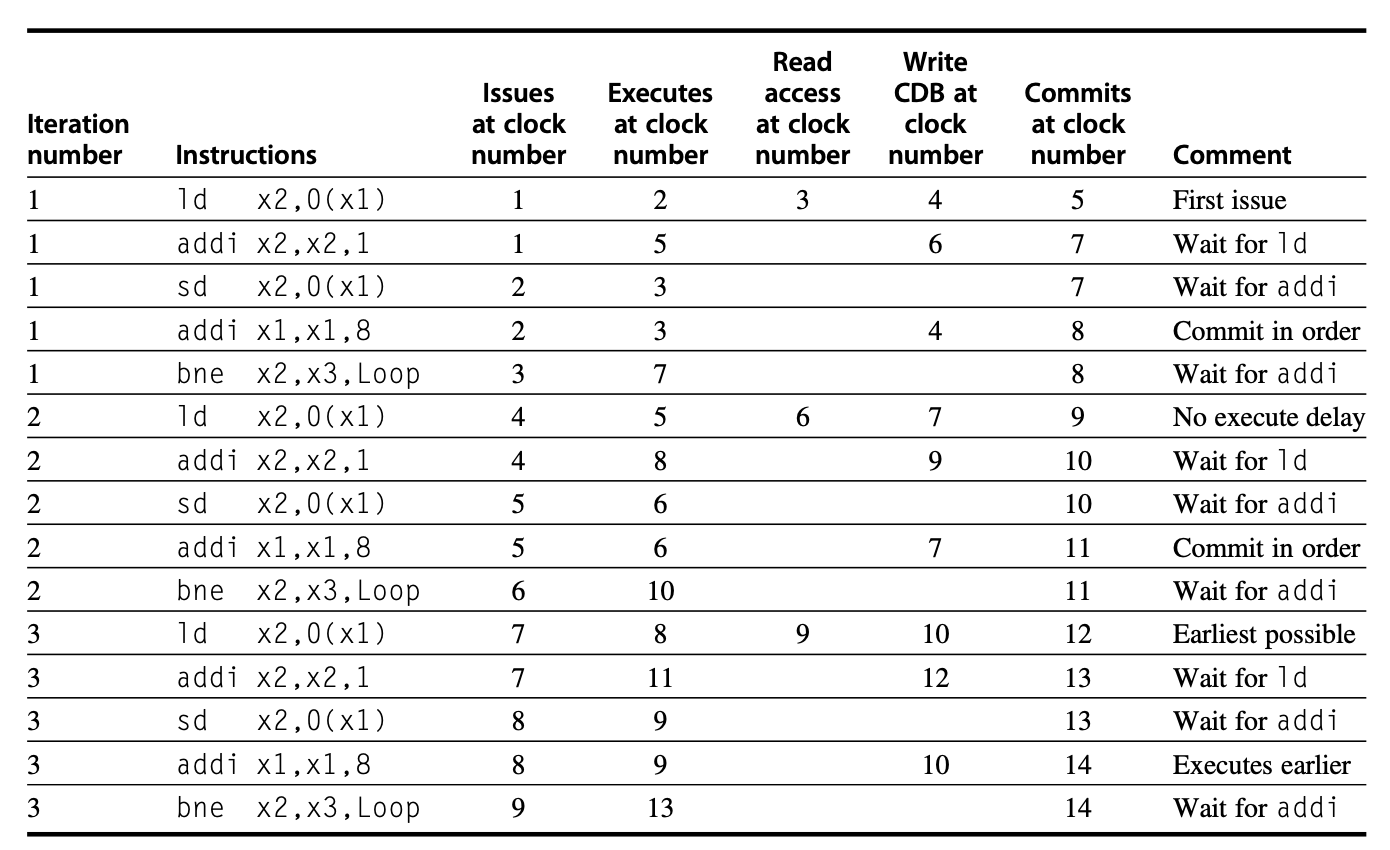 Iteration number Instructions Issues at clock number Executes at clock number Read access at clock number Write CDB at clock number Commits at clock number Comment
1 ld x2,0(x1) 1 2 3 4 5 First issue
1 addi x2,x2,1 1 5 6 7 Wait for ld
1 sd x2,0(x1) 2 3 7 Wait for addi
1 addi x1,x1,8 2 3 4 8 Commit in order
1 bne x2,x3,Loop 3 7 8 Wait for addi
2 ld x2,0(x1) 4 5 6 7 9 No execute delay
2 addi x2,x2,1 4 8 9 10 Wait for ld
2 sd x2,0(x1) 5 6 10 Wait for addi
2 addi x1,x1,8 5 6 7 11 Commit in order
2 bne x2,x3,Loop 6 10 11 Wait for addi
3 ld x2,0(x1) 7 8 9 10 12 Earliest possible
3 addi x2,x2,1 7 11 12 13 Wait for ld
3 sd x2,0(x1) 8 9 13 Wait for addi
3 addi x1,x1,8 8 9 10 14 Executes earlier
3 bne x2,x3,Loop 9 13 14 Wait for addi